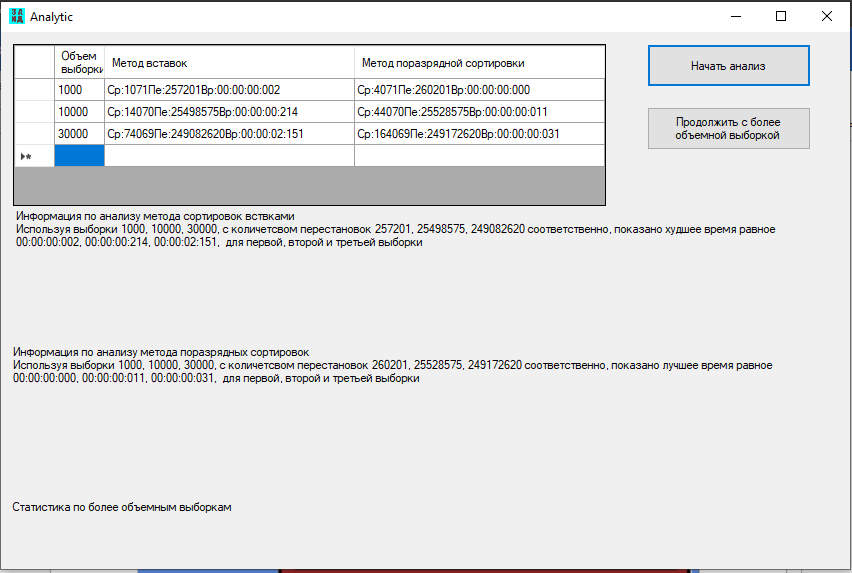 Analytic
Объем выборки Метод вставок Метод поразрядной сортировки
1000 Ср:1071Пе:257201Вр:00:00:00:002 Ср:4071Пе:260201Вр:00:00:00:000
10000 Ср:14070Пе:25498575Вр:00:00:00:214 Ср:44070Пе:25528575Вр:00:00:00:011
30000 Ср:74069Пе:249082620Вр:00:00:02:151 Ср:164069Пе:249172620Вр:00:00:00:031
Начать анализ
Продолжить с более
объемной выборкой
Информация по анализу метода сортировок вствками
Используя выборки 1000, 10000, 30000, с количетсвом перестановок 257201, 25498575, 249082620 соответственно, показано худшее время равное
00:00:00:002, 00:00:00:214, 00:00:02:151,  для первой, второй и третьей выборки
Информация по анализу метода поразрядных сортировок
Используя выборки 1000, 10000, 30000, с количетсвом перестановок 260201, 25528575, 249172620 соответственно, показано лучшее время равное
00:00:00:000, 00:00:00:011, 00:00:00:031,  для первой, второй и третьей выборки
Статистика по более объемным выборкам